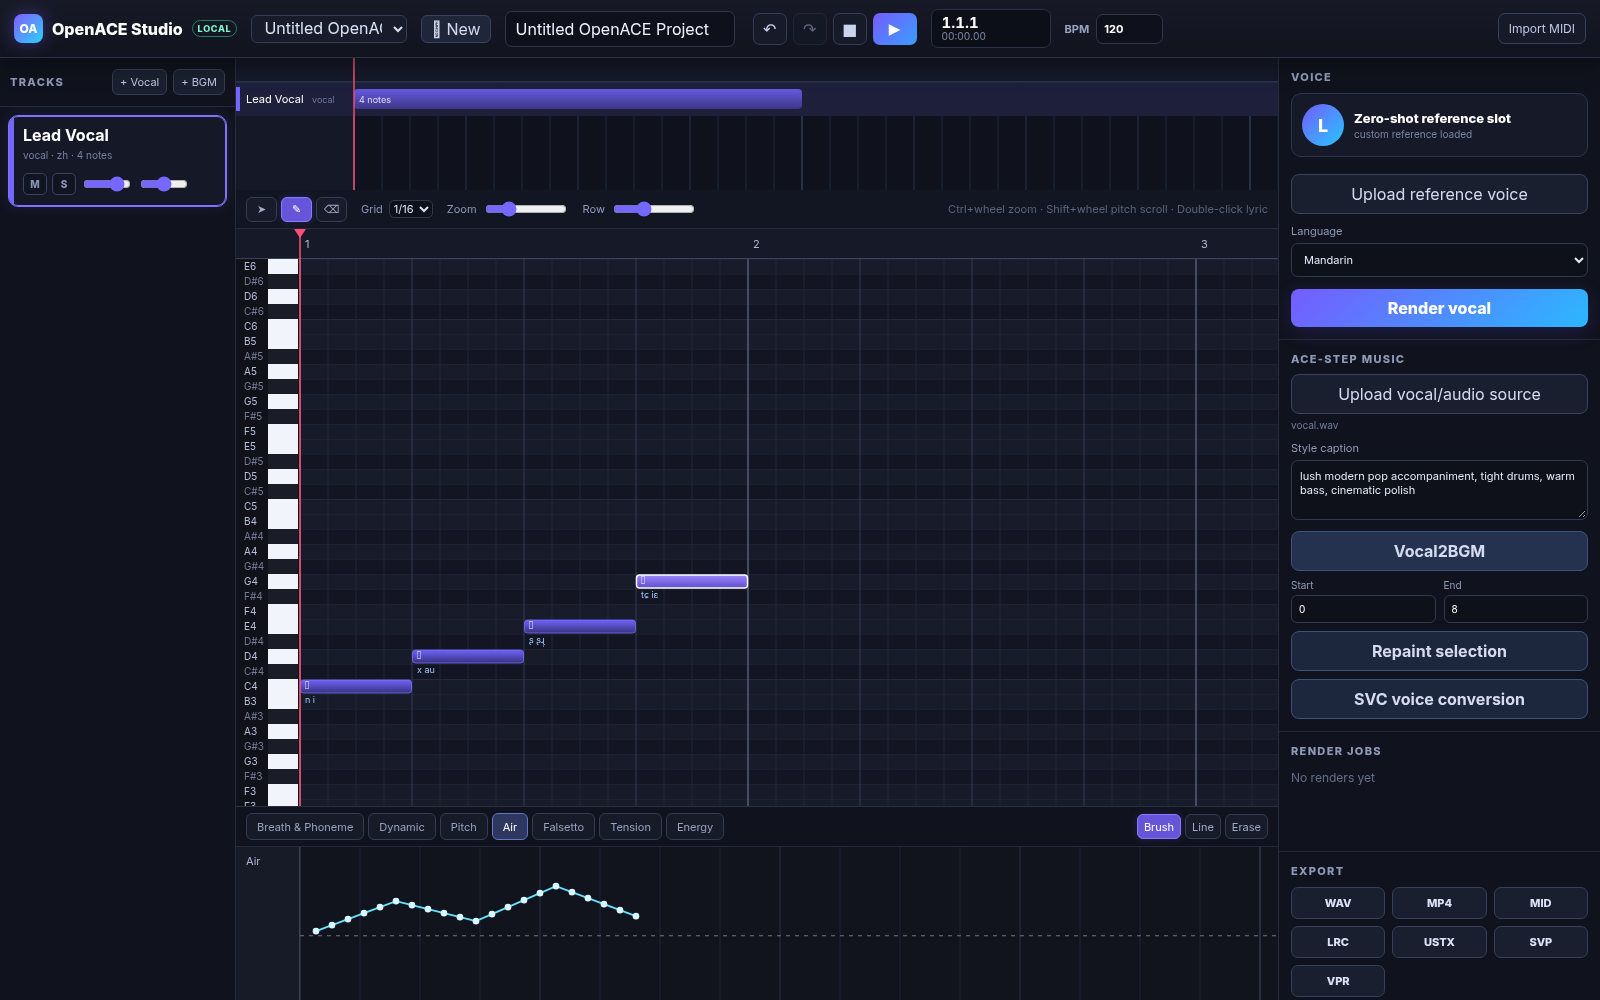 OA OpenACE Studio LOCAL Untitled OpenAC New Untitled OpenACE Project 1.1.1 00:00.00 BPM 120 Import MIDI
TRACKS + Vocal + BGM
Lead Vocal
vocal · zh · 4 notes
M S
Lead Vocal vocal 4 notes
Grid 1/16 Zoom Row Ctrl+wheel zoom · Shift+wheel pitch scroll · Double-click lyric
1 2 3
E6
D#6
D6
C#6
C6
B5
A#5
A5
G#5
G5
F#5
F5
E5
D#5
D5
C#5
C5
B4
A#4
A4
G#4
G4
F#4 tɕ iɛ
F4
E4
D#4 ʂ ʂɻ
D4
C#4 x au
C4
B3 n i
A#3
A3
G#3
G3
F#3
F3
E3
Breath & Phoneme Dynamic Pitch Air Falsetto Tension Energy Brush Line Erase
Air
VOICE
L Zero-shot reference slot
custom reference loaded
Upload reference voice
Language
Mandarin
Render vocal
ACE-STEP MUSIC
Upload vocal/audio source
vocal.wav
Style caption
lush modern pop accompaniment, tight drums, warm
bass, cinematic polish
Vocal2BGM
Start End
0 8
Repaint selection
SVC voice conversion
RENDER JOBS
No renders yet
EXPORT
WAV MP4 MID
LRC USTX SVP
VPR